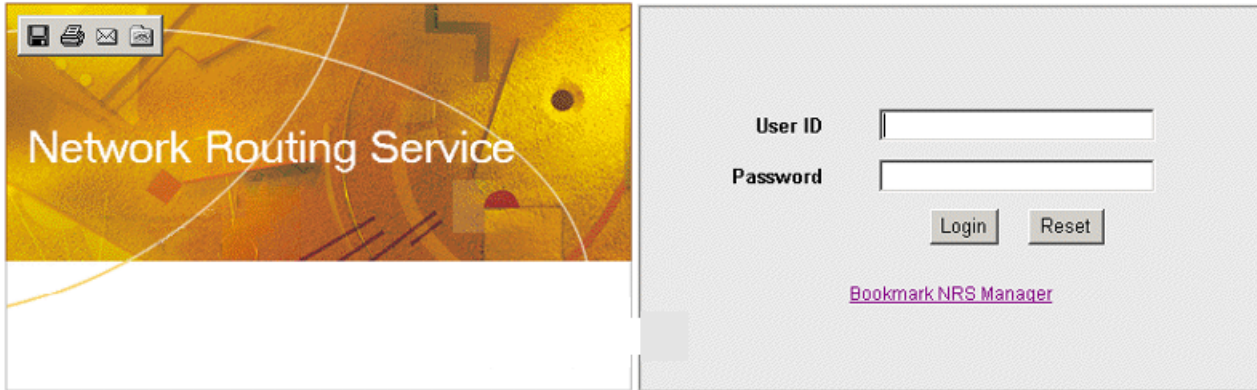 Network Routing Service
User ID
Password
Login Reset
Bookmark NRS Manager